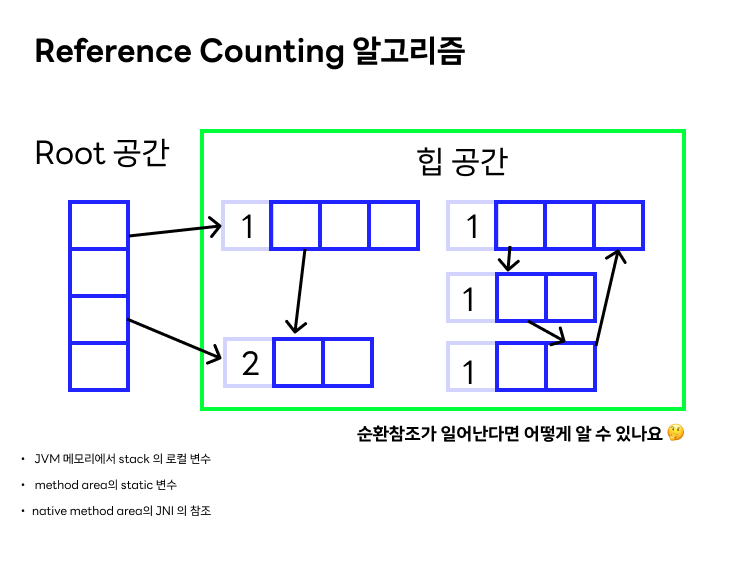 Reference Counting 알고리즘
Root 공간
힙 공간
1
1
1
2
1
순환참조가 일어난다면 어떻게 알 수 있나요 🤔
• JVM 메모리에서 stack 의 로컬 변수
• method area의 static 변수
• native method area의 JNI 의 참조